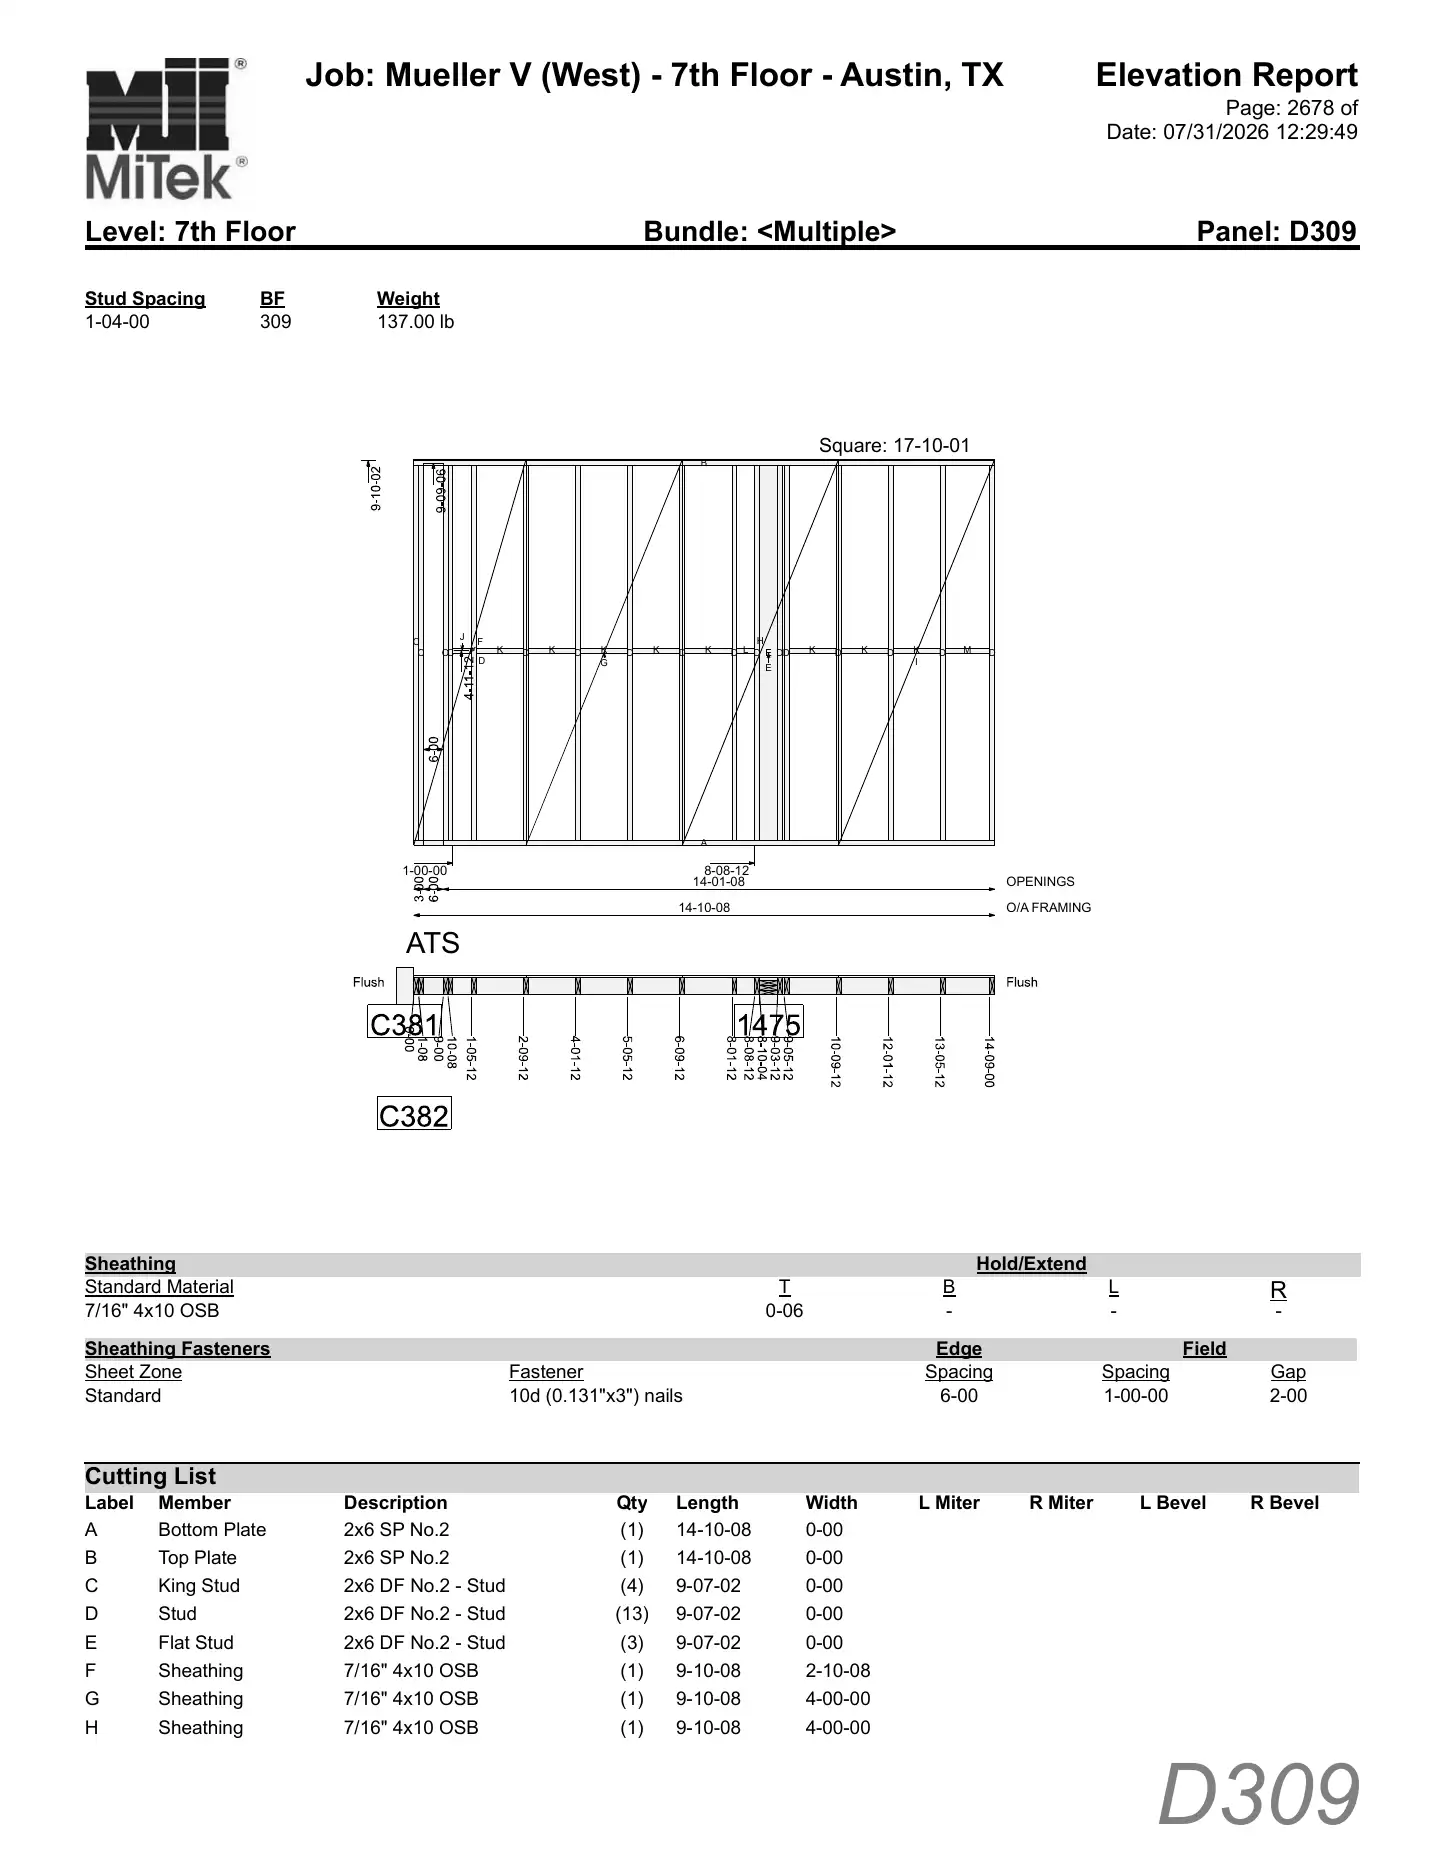 Job: Mueller V (West) - 7th Floor - Austin, TX
Elevation Report
Page: 2678 of
Date: 07/31/2026 12:29:49
MiTek®
Level: 7th Floor Bundle: <Multiple> Panel: D309
Stud Spacing BF Weight
1-04-00 309 137.00 lb
Square: 17-10-01
B
9-10-02
9-09-06
C J F K K K K K L H E K K K M
D G E I
4-11-12
6-00
A
1-00-00 8-08-12
3-00 6-00 14-01-08 OPENINGS
14-10-08 O/A FRAMING
ATS
Flush Flush
C381 1475
1-08 9-00 10-08 1-05-12 2-09-12 4-01-12 5-05-12 6-09-12 8-01-12 8-08-12 8-10-04 9-03-12 9-05-12 10-09-12 12-01-12 13-05-12 14-09-00
C382
Sheathing Hold/Extend
Standard Material T B L R
7/16" 4x10 OSB 0-06 - - -
Sheathing Fasteners Edge Field
Sheet Zone Fastener Spacing Spacing Gap
Standard 10d (0.131"x3") nails 6-00 1-00-00 2-00
Cutting List
Label Member Description Qty Length Width L Miter R Miter L Bevel R Bevel
A Bottom Plate 2x6 SP No.2 (1) 14-10-08 0-00
B Top Plate 2x6 SP No.2 (1) 14-10-08 0-00
C King Stud 2x6 DF No.2 - Stud (4) 9-07-02 0-00
D Stud 2x6 DF No.2 - Stud (13) 9-07-02 0-00
E Flat Stud 2x6 DF No.2 - Stud (3) 9-07-02 0-00
F Sheathing 7/16" 4x10 OSB (1) 9-10-08 2-10-08
G Sheathing 7/16" 4x10 OSB (1) 9-10-08 4-00-00
H Sheathing 7/16" 4x10 OSB (1) 9-10-08 4-00-00
D309